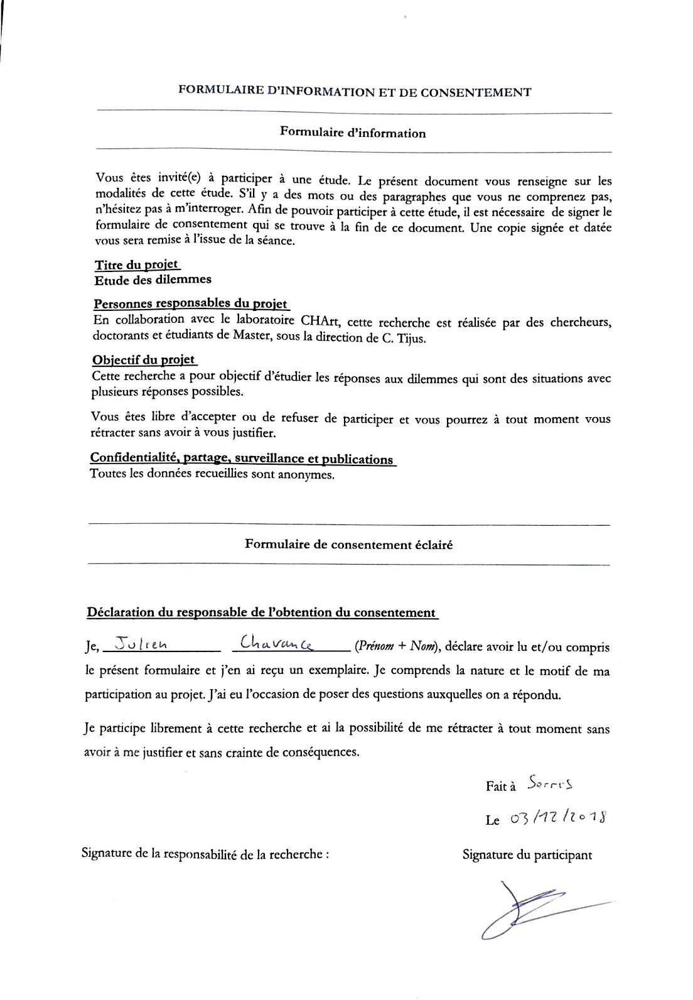 FORMULAIRE D'INFORMATION ET DE CONSENTEMENT
Formulaire d'information
Vous êtes invité(e) à participer à une étude. Le présent document vous renseigne sur les
modalités de cette étude. S'il y a des mots ou des paragraphes que vous ne comprenez pas,
n'hésitez pas à m'interroger. Afin de pouvoir participer à cette étude, il est nécessaire de signer le
formulaire de consentement qui se trouve à la fin de ce document. Une copie signée et datée
vous sera remise à l'issue de la séance.
Titre du projet
Etude des dilemmes
Personnes responsables du projet
En collaboration avec le laboratoire CHArt, cette recherche est réalisée par des chercheurs,
doctorants et étudiants de Master, sous la direction de C. Tijus.
Objectif du projet
Cette recherche a pour objectif d'étudier les réponses aux dilemmes qui sont des situations avec
plusieurs réponses possibles.
Vous êtes libre d'accepter ou de refuser de participer et vous pourrez à tout moment vous
rétracter sans avoir à vous justifier.
Confidentialité, partage, surveillance et publications
Toutes les données recueillies sont anonymes.
Formulaire de consentement éclairé
Déclaration du responsable de l'obtention du consentement
Je, Julien Chavance (Prénom + Nom), déclare avoir lu et/ou compris
le présent formulaire et j'en ai reçu un exemplaire. Je comprends la nature et le motif de ma
participation au projet. J'ai eu l'occasion de poser des questions auxquelles on a répondu.
Je participe librement à cette recherche et ai la possibilité de me rétracter à tout moment sans
avoir à me justifier et sans crainte de conséquences.
Fait à Serris
Le 03/12/2018
Signature de la responsabilité de la recherche :
Signature du participant